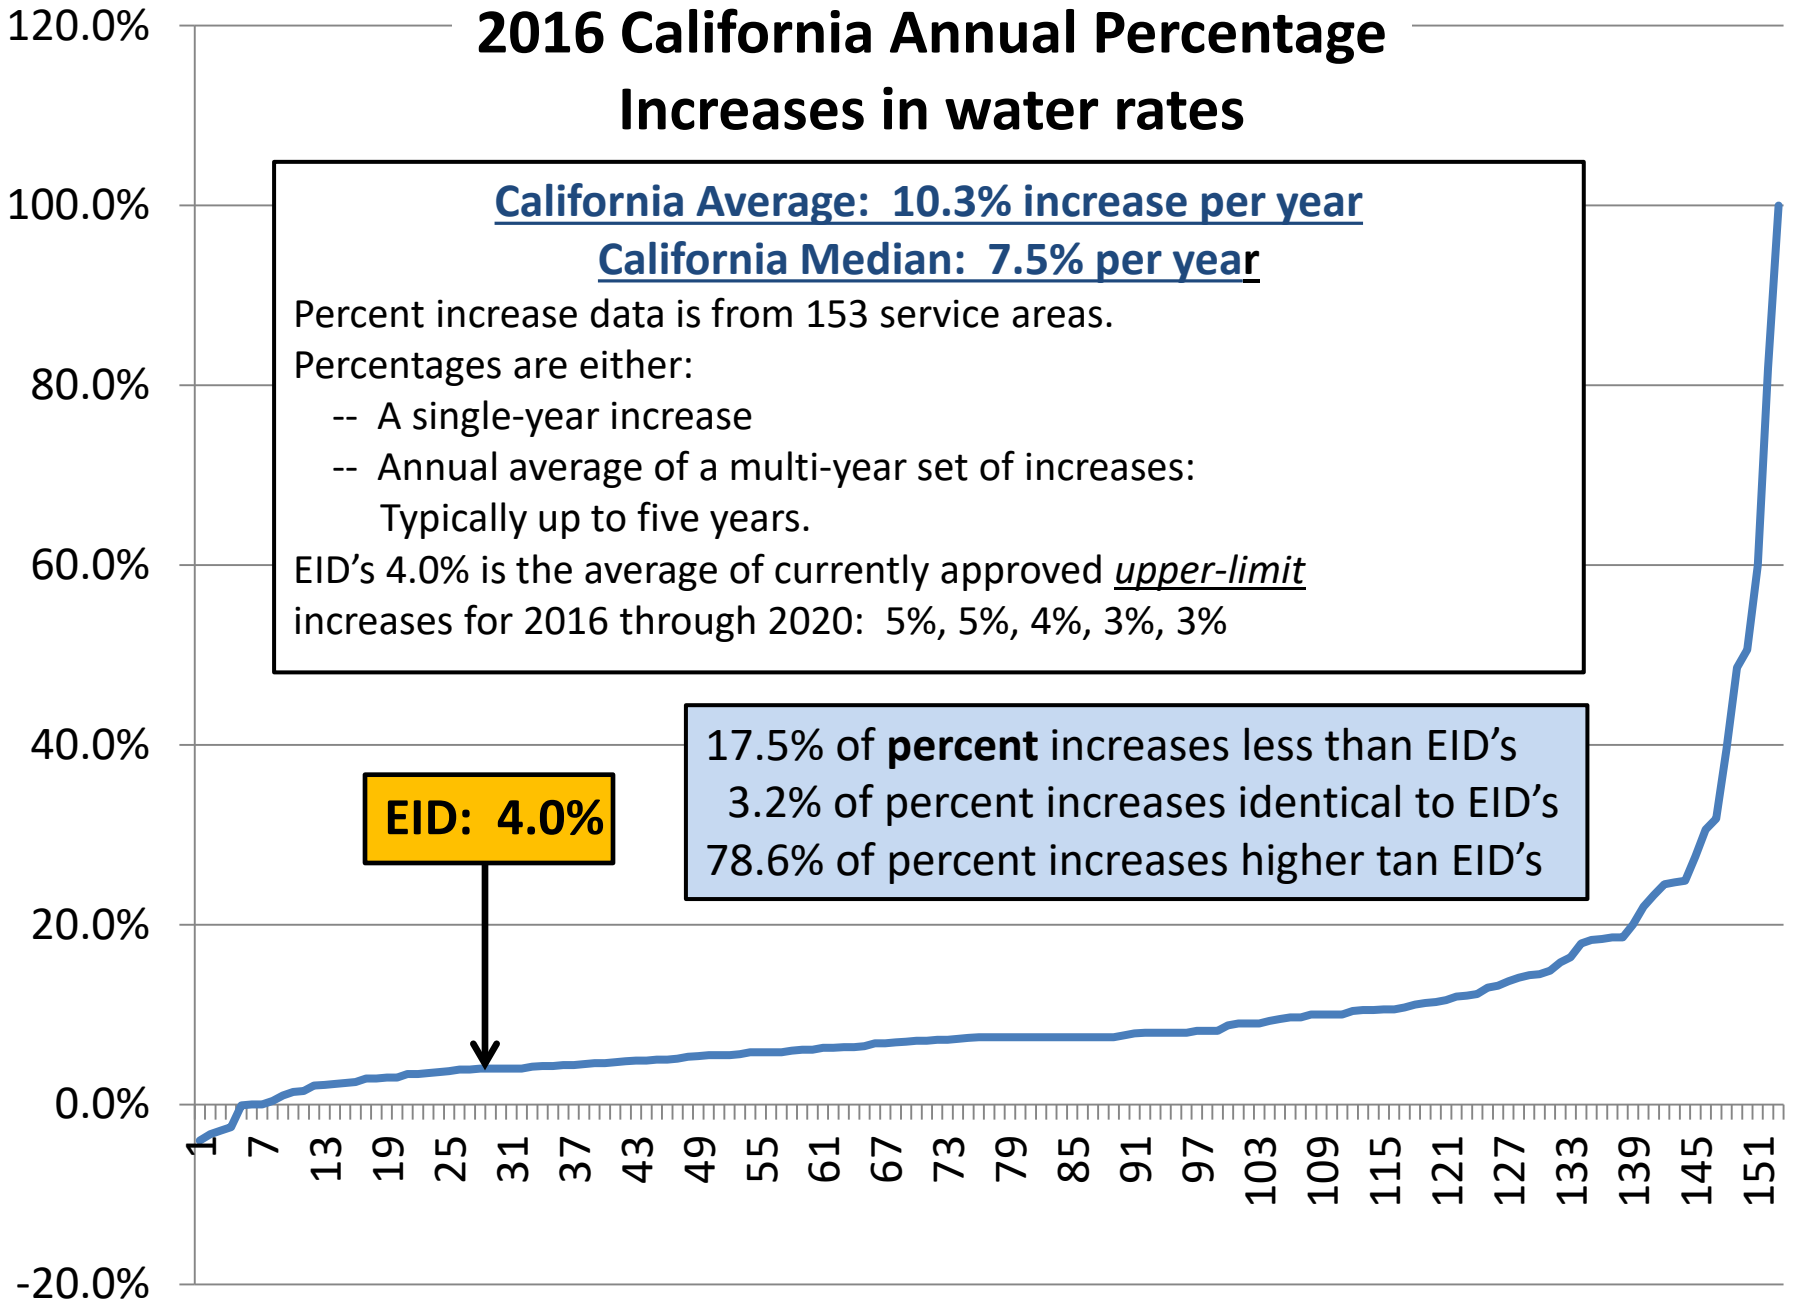 2016 California Annual Percentage
Increases in water rates
California Average:  10.3% increase per year
California Median:  7.5% per year
Percent increase data is from 153 service areas.
Percentages are either:
-- A single-year increase
-- Annual average of a multi-year set of increases:
Typically up to five years.
EID’s 4.0% is the average of currently approved upper-limit
increases for 2016 through 2020:  5%, 5%, 4%, 3%, 3%
17.5% of percent increases less than EID’s
3.2% of percent increases identical to EID’s
78.6% of percent increases higher tan EID’s
EID:  4.0%
120.0%
100.0%
80.0%
60.0%
40.0%
20.0%
0.0%
-20.0%
1 7 13 19 25 31 37 43 49 55 61 67 73 79 85 91 97 103 109 115 121 127 133 139 145 151